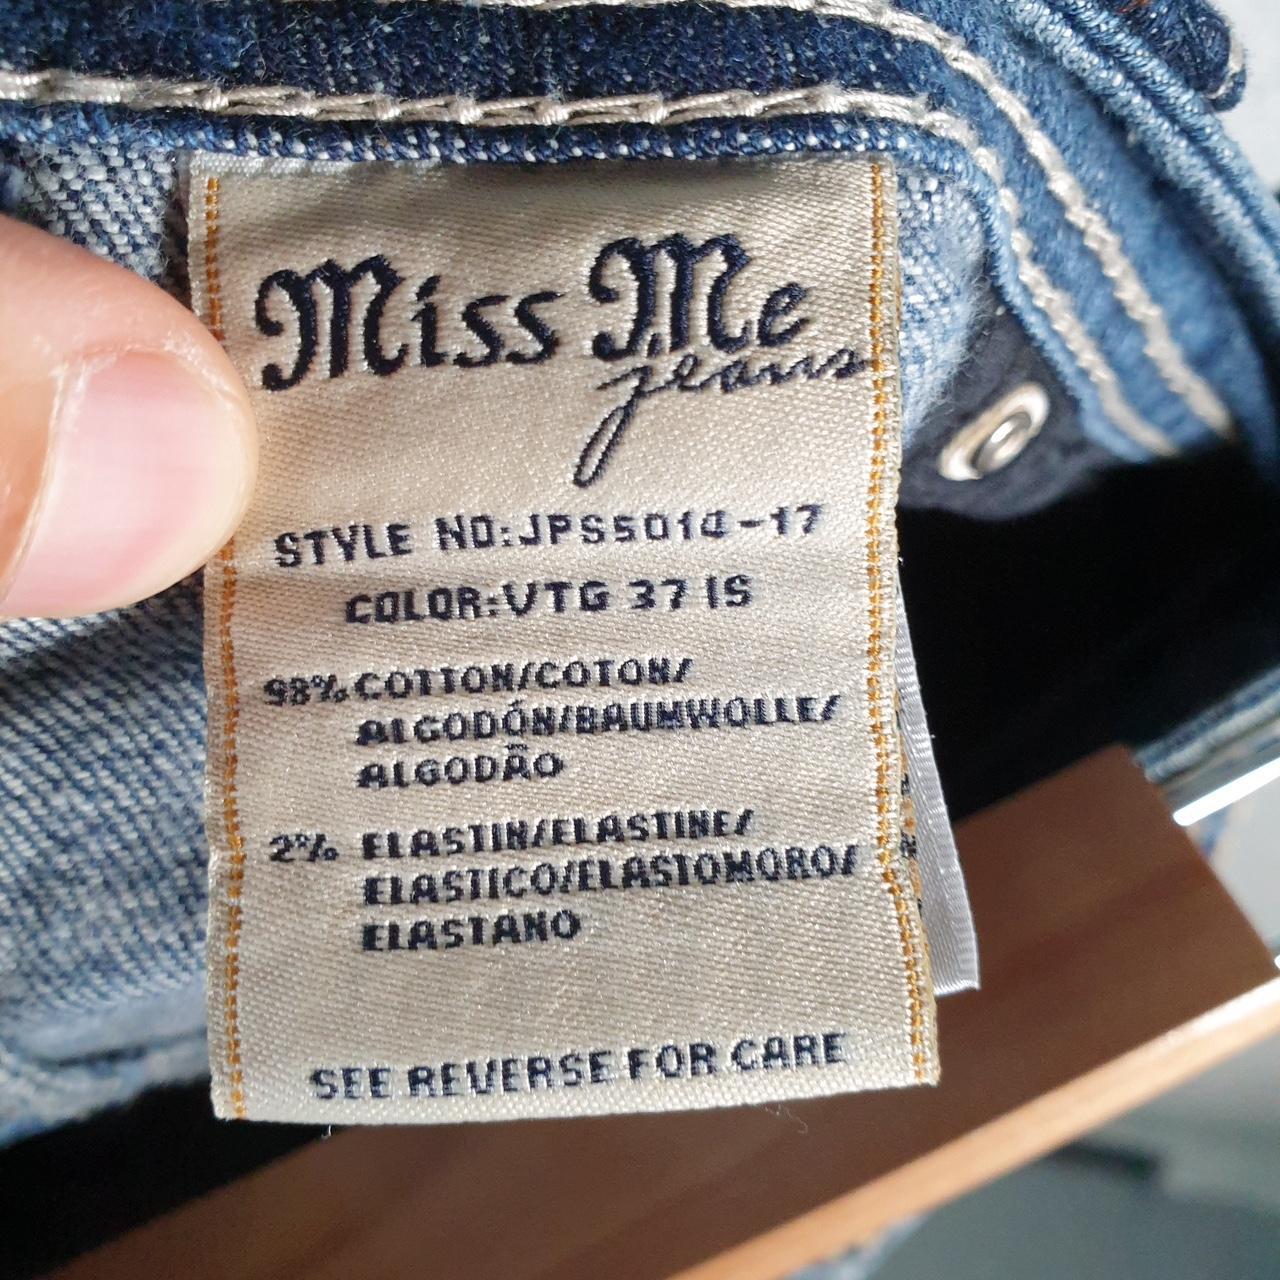 Miss Me
jeans
STYLE NO:JPS5014-17
COLOR:VTG 37 IS
98% COTTON/COTON/
ALGODÓN/BAUMWOLLE/
ALGODÃO
2% ELASTIN/ELASTINE/
ELASTICO/ELASTOMORO/
ELASTANO
SEE REVERSE FOR CARE